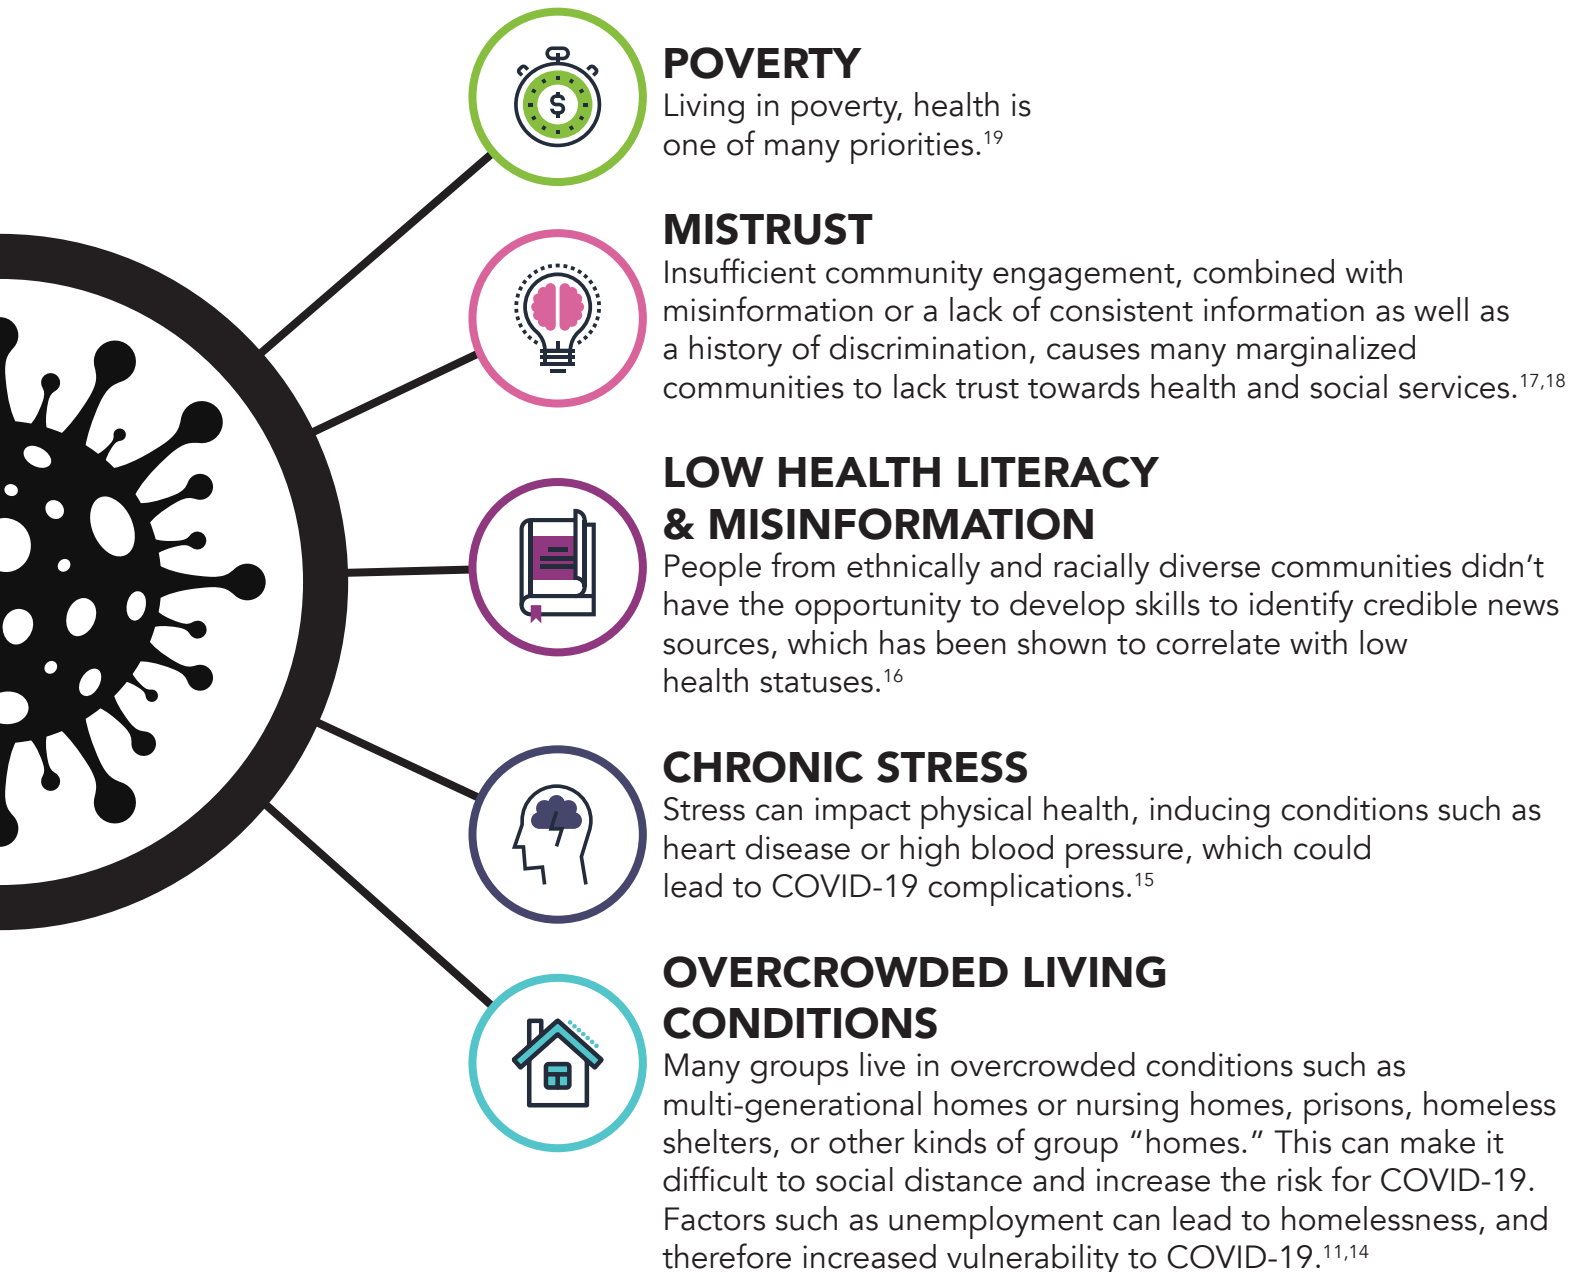 POVERTY
Living in poverty, health is
one of many priorities.19
MISTRUST
Insufficient community engagement, combined with
misinformation or a lack of consistent information as well as
a history of discrimination, causes many marginalized
communities to lack trust towards health and social services.17,18
LOW HEALTH LITERACY
& MISINFORMATION
People from ethnically and racially diverse communities didn’t
have the opportunity to develop skills to identify credible news
sources, which has been shown to correlate with low
health statuses.16
CHRONIC STRESS
Stress can impact physical health, inducing conditions such as
heart disease or high blood pressure, which could
lead to COVID-19 complications.15
OVERCROWDED LIVING
CONDITIONS
Many groups live in overcrowded conditions such as
multi-generational homes or nursing homes, prisons, homeless
shelters, or other kinds of group “homes.” This can make it
difficult to social distance and increase the risk for COVID-19.
Factors such as unemployment can lead to homelessness, and
therefore increased vulnerability to COVID-19.11,14
$